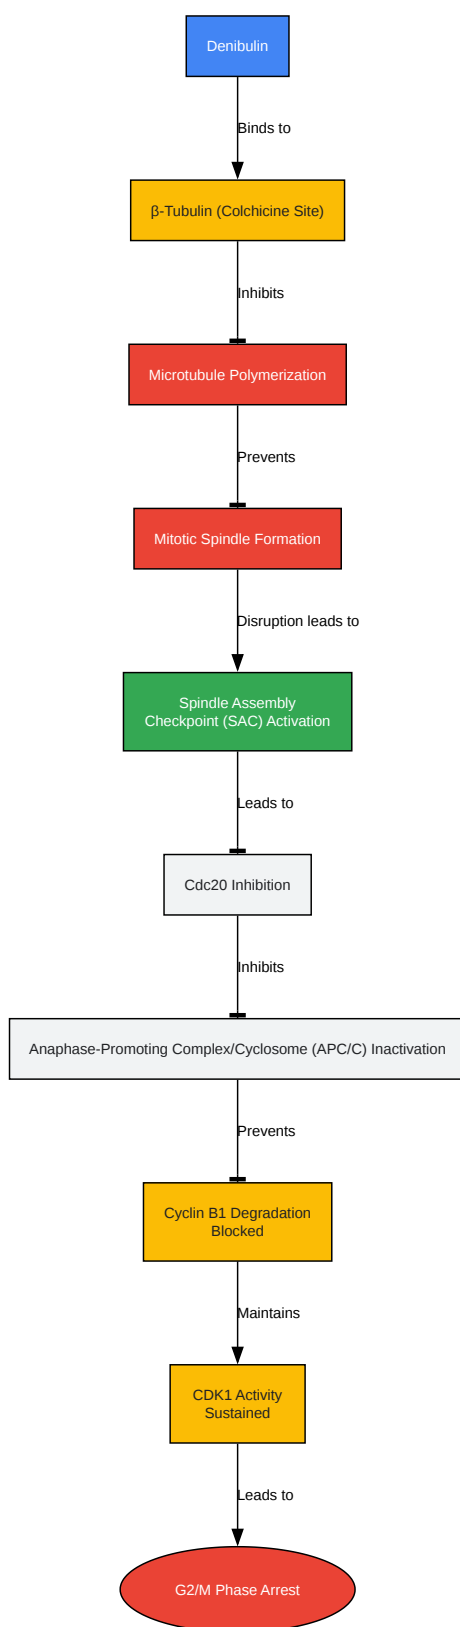 Denibulin
Binds to
β-Tubulin (Colchicine Site)
Inhibits
Microtubule Polymerization
Prevents
Mitotic Spindle Formation
Disruption leads to
Spindle Assembly
Checkpoint (SAC) Activation
Leads to
Cdc20 Inhibition
Inhibits
Anaphase-Promoting Complex/Cyclosome (APC/C) Inactivation
Prevents
Cyclin B1 Degradation
Blocked
Maintains
CDK1 Activity
Sustained
Leads to
G2/M Phase Arrest